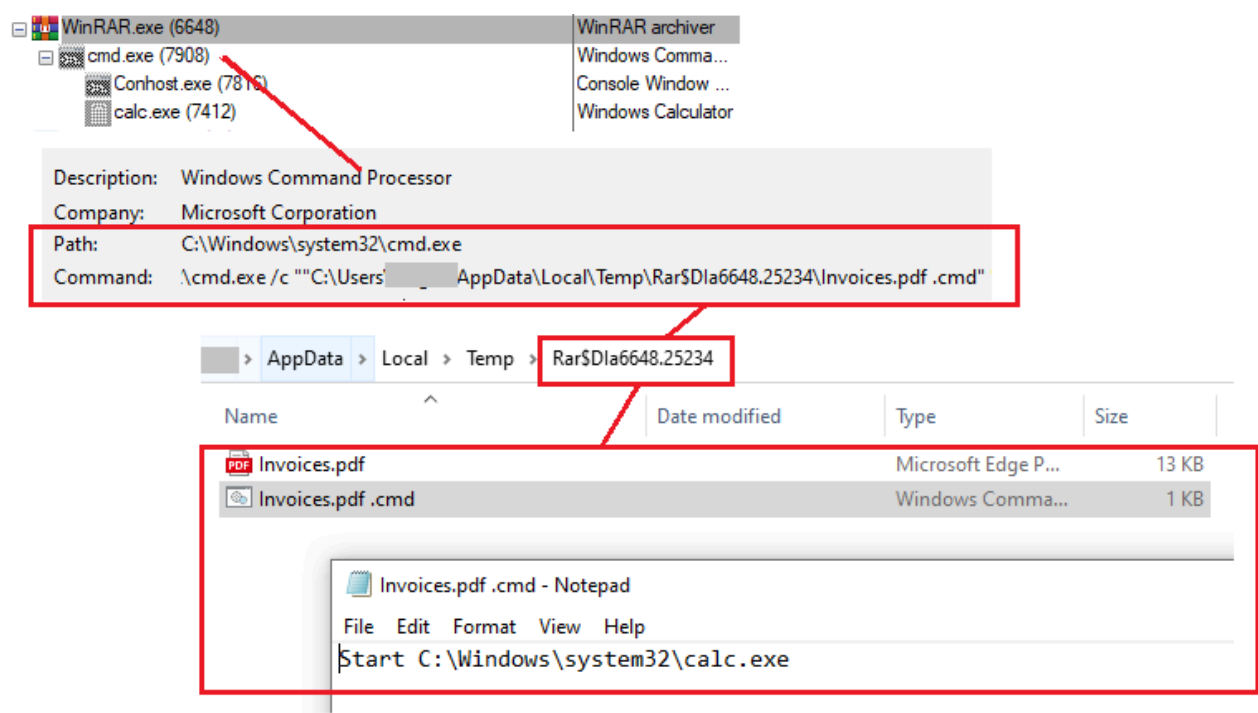 WinRAR.exe (6648) WinRAR archiver
cmd.exe (7908) Windows Comma...
Conhost.exe (7816) Console Window ...
calc.exe (7412) Windows Calculator
Description: Windows Command Processor
Company: Microsoft Corporation
Path: C:\Windows\system32\cmd.exe
Command: .\cmd.exe /c ""C:\Users\ AppData\Local\Temp\Rar$DIa6648.25234\Invoices.pdf .cmd"
> AppData > Local > Temp > Rar$DIa6648.25234
Name Date modified Type Size
PDF Invoices.pdf Microsoft Edge P... 13 KB
Invoices.pdf .cmd Windows Comma... 1 KB
Invoices.pdf .cmd - Notepad
File Edit Format View Help
Start C:\Windows\system32\calc.exe